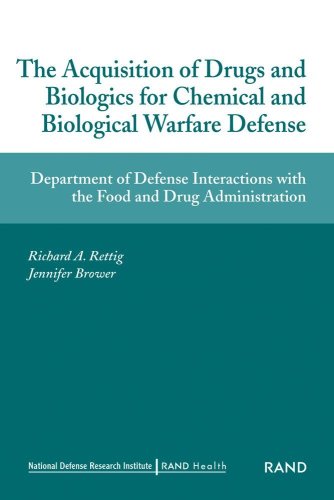 The Acquisition of Drugs and
Biologics for Chemical and
Biological Warfare Defense
Department of Defense Interactions with
the Food and Drug Administration
Richard A. Rettig
Jennifer Brower
National Defense Research Institute RAND Health RAND